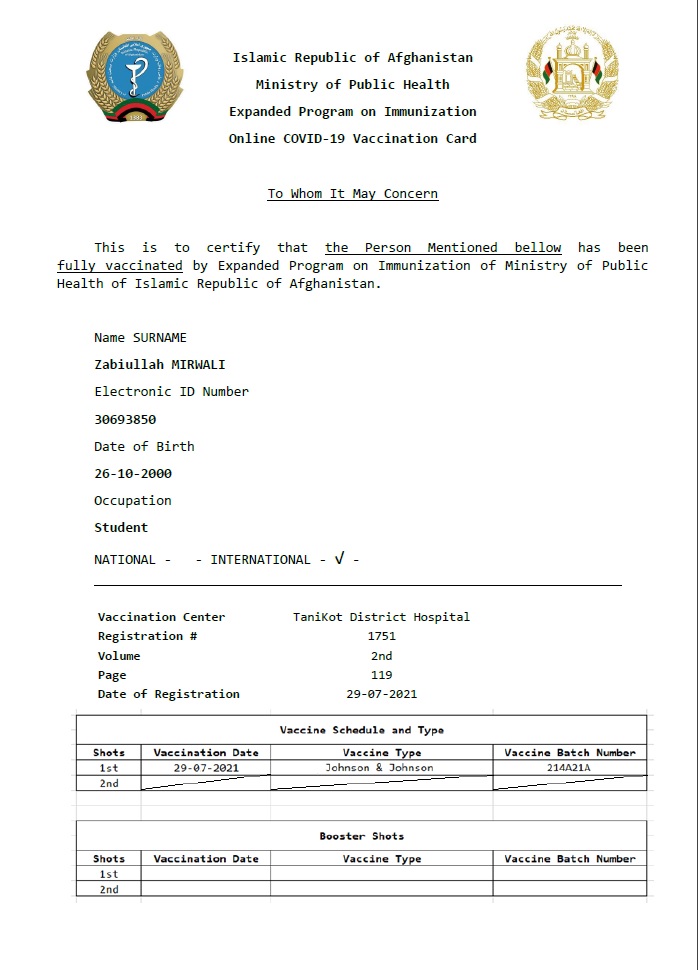 Islamic Republic of Afghanistan
Ministry of Public Health
Expanded Program on Immunization
Online COVID-19 Vaccination Card
To Whom It May Concern
This is to certify that the Person Mentioned bellow has been
fully vaccinated by Expanded Program on Immunization of Ministry of Public
Health of Islamic Republic of Afghanistan.
Name SURNAME
Zabiullah MIRWALI
Electronic ID Number
30693850
Date of Birth
26-10-2000
Occupation
Student
NATIONAL - - INTERNATIONAL - √ -
Vaccination Center TaniKot District Hospital
Registration # 1751
Volume 2nd
Page 119
Date of Registration 29-07-2021
Vaccine Schedule and Type
Shots Vaccination Date Vaccine Type Vaccine Batch Number
1st 29-07-2021 Johnson & Johnson 214A21A
2nd
Booster Shots
Shots Vaccination Date Vaccine Type Vaccine Batch Number
1st
2nd